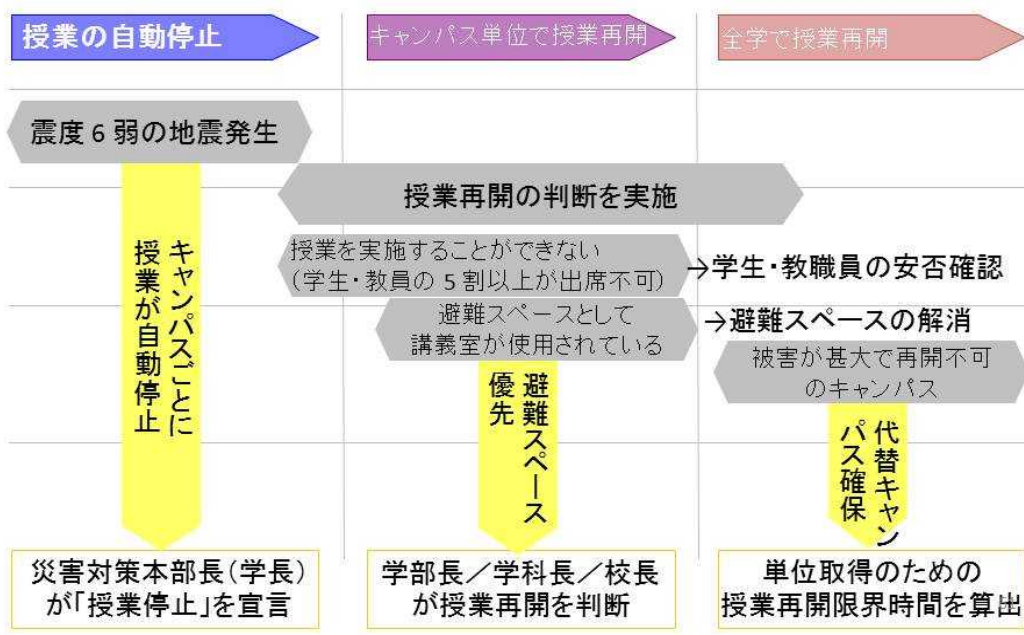 授業の自動停止
キャンパス単位で授業再開
全学で授業再開
震度6弱の地震発生
授業再開の判断を実施
キャンパスごとに
授業が自動停止
授業を実施することができない
(学生・教員の5割以上が出席不可)
→学生・教職員の安否確認
避難スペースとして
講義室が使用されている
→避難スペースの解消
被害が甚大で再開不可
のキャンパス
避難スペース
優先
代替キャン
パス確保
災害対策本部長(学長)
が「授業停止」を宣言
学部長/学科長/校長
が授業再開を判断
単位取得のための
授業再開限界時間を算出